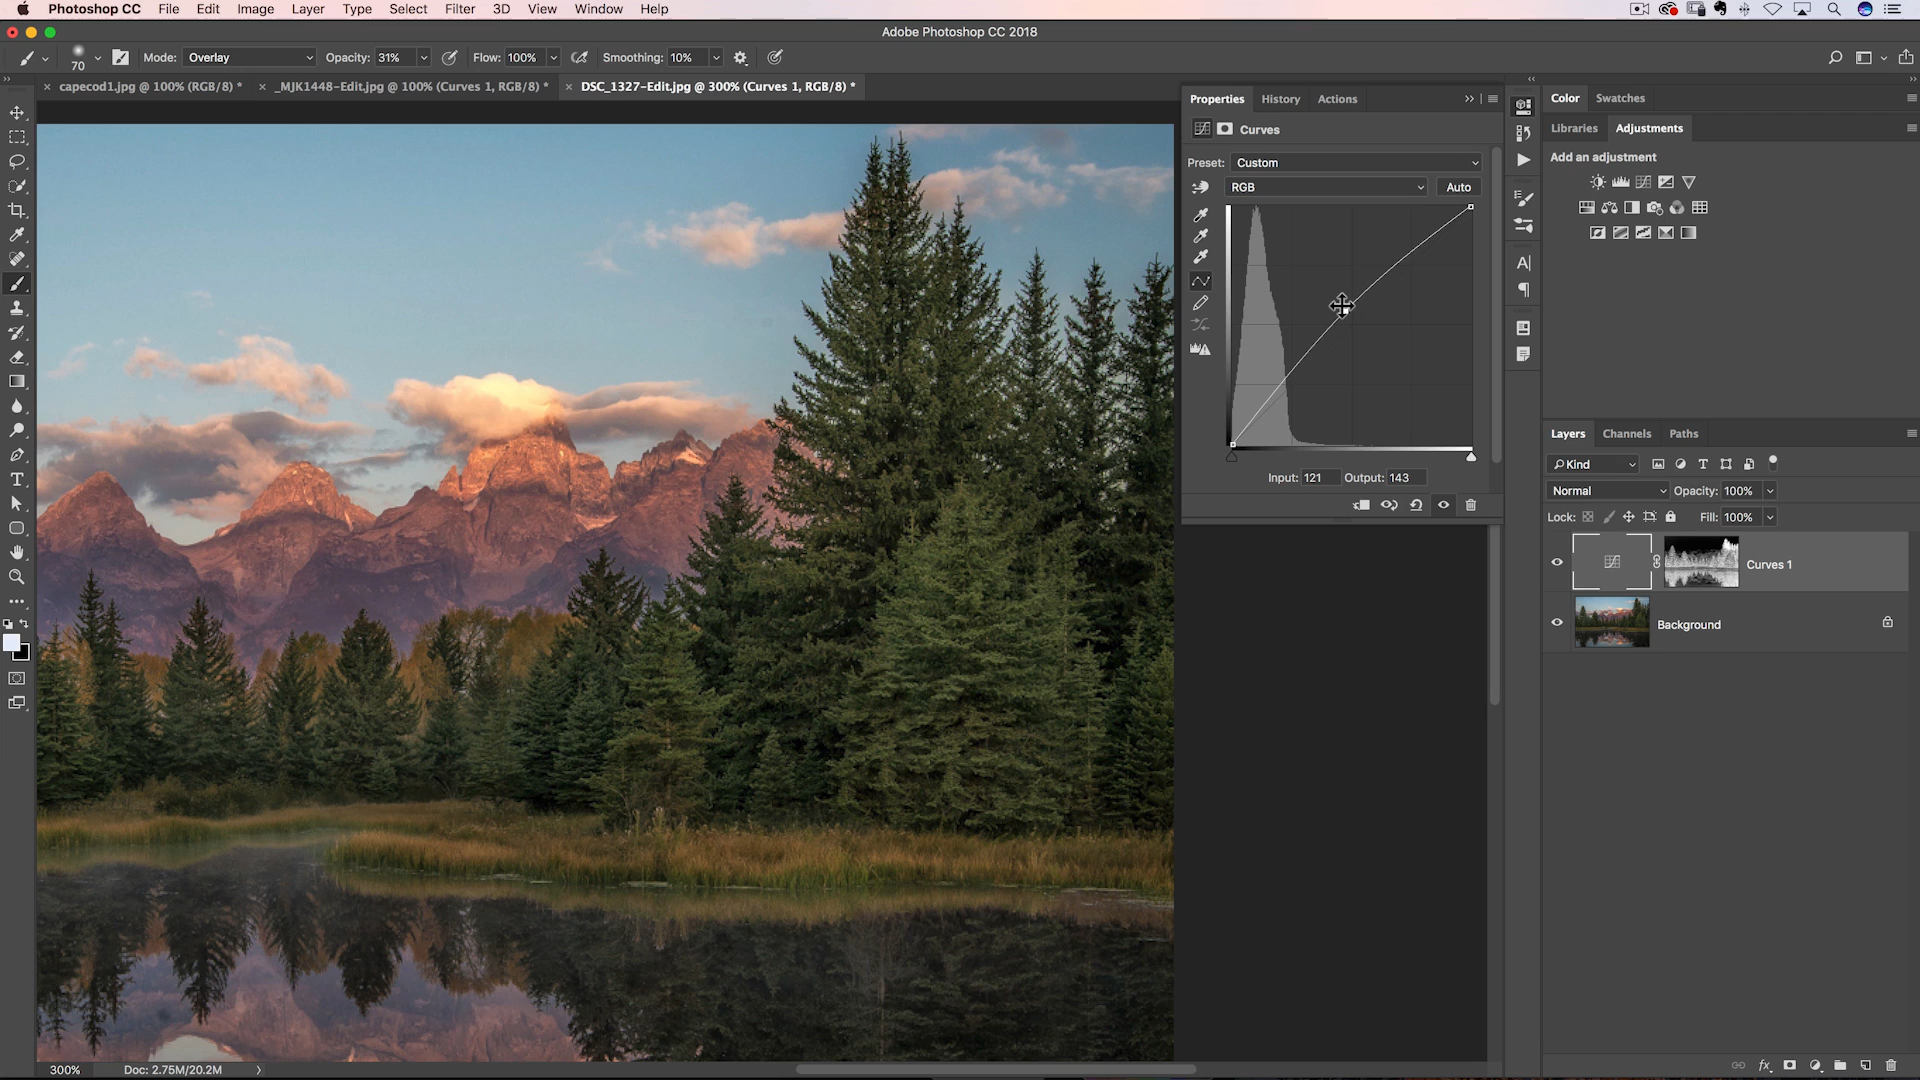 Photoshop CC File Edit Image Layer Type Select Filter 3D View Window Help
Adobe Photoshop CC 2018
70 Mode: Overlay Opacity: 31% Flow: 100% Smoothing: 10%
× capecod1.jpg @ 100% (RGB/8) * × _MJK1448-Edit.jpg @ 100% (Curves 1, RGB/8) * × DSC_1327-Edit.jpg @ 300% (Curves 1, RGB/8) *
Properties History Actions
Curves
Preset: Custom
RGB Auto
Input: 121 Output: 143
Color Swatches
Libraries Adjustments
Add an adjustment
Layers Channels Paths
Kind
Normal Opacity: 100%
Lock: Fill: 100%
Curves 1
Background
300% Doc: 2.75M/20.2M